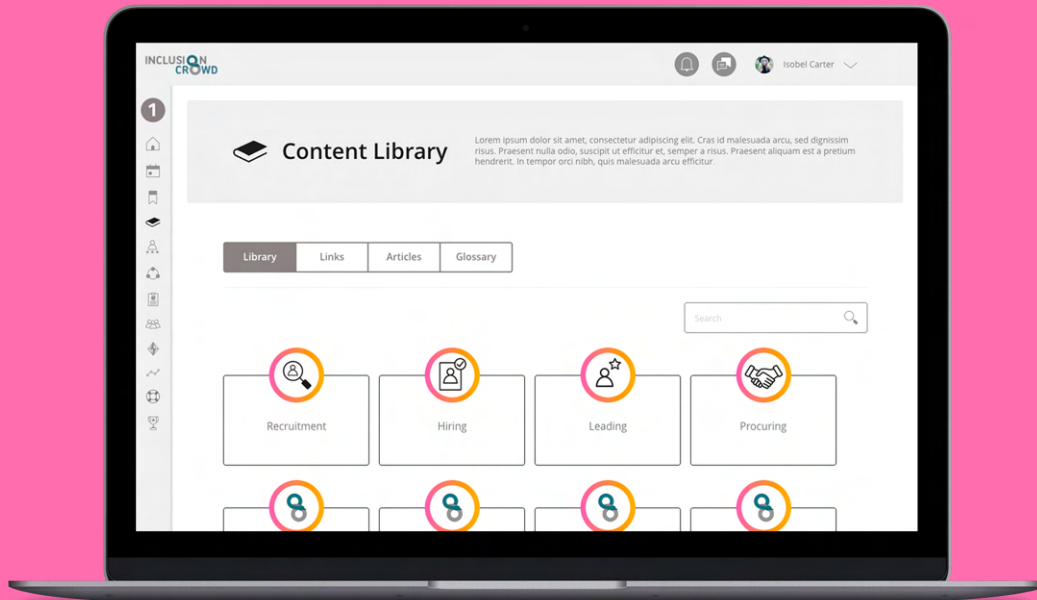 INCLUSION
CROWD
Isobel Carter
1
Content Library
Lorem ipsum dolor sit amet, consectetur adipiscing elit. Cras id malesuada arcu, sed dignissim
risus. Praesent nulla odio, suscipit ut efficitur et, semper a risus. Praesent aliquam est a pretium
hendrerit. In tempor orci nibh, quis malesuada arcu efficitur.
Library Links Articles Glossary
Search
Recruitment Hiring Leading Procuring